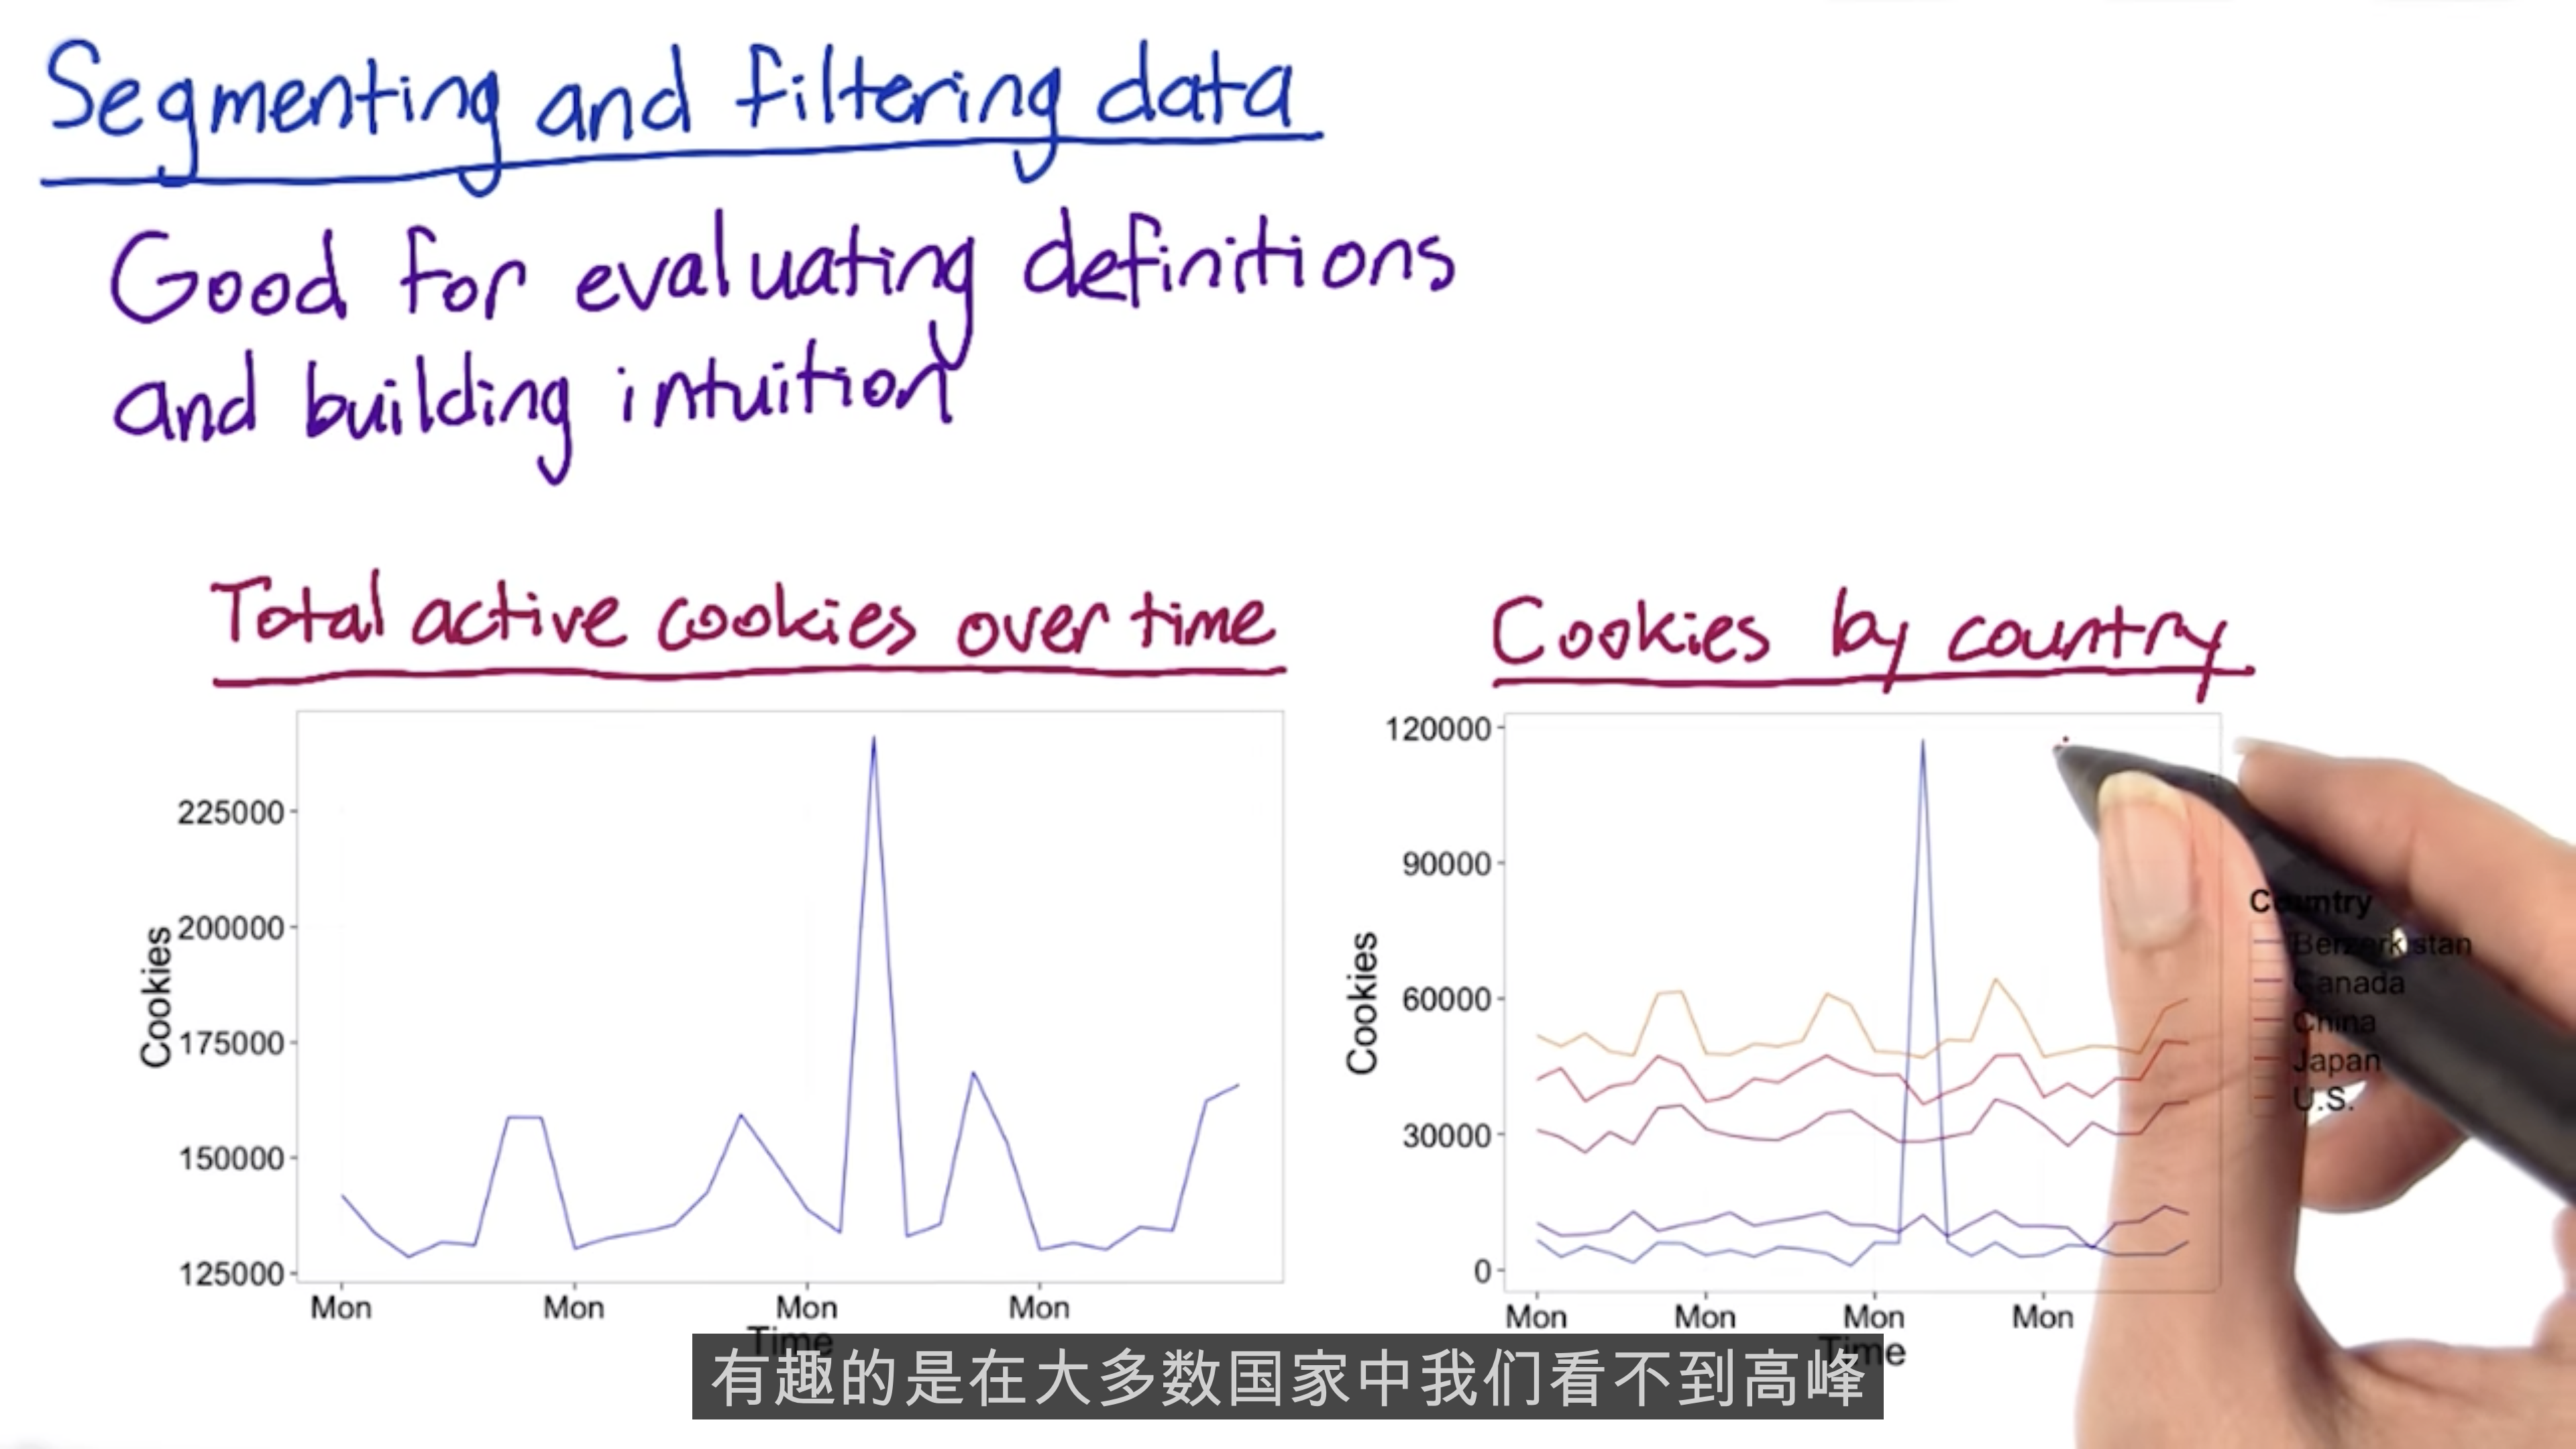 Segmenting and filtering data
Good for evaluating definitions
and building intuition
Total active cookies over time
Cookies by country
225000
200000
175000
150000
125000
Cookies
Mon Mon Mon Mon
Time
120000
90000
60000
30000
0
Cookies
Mon Mon Mon Mon
Time
Country
Berzerkistan
Canada
China
Japan
U.S.
有趣的是在大多数国家中我们看不到高峰